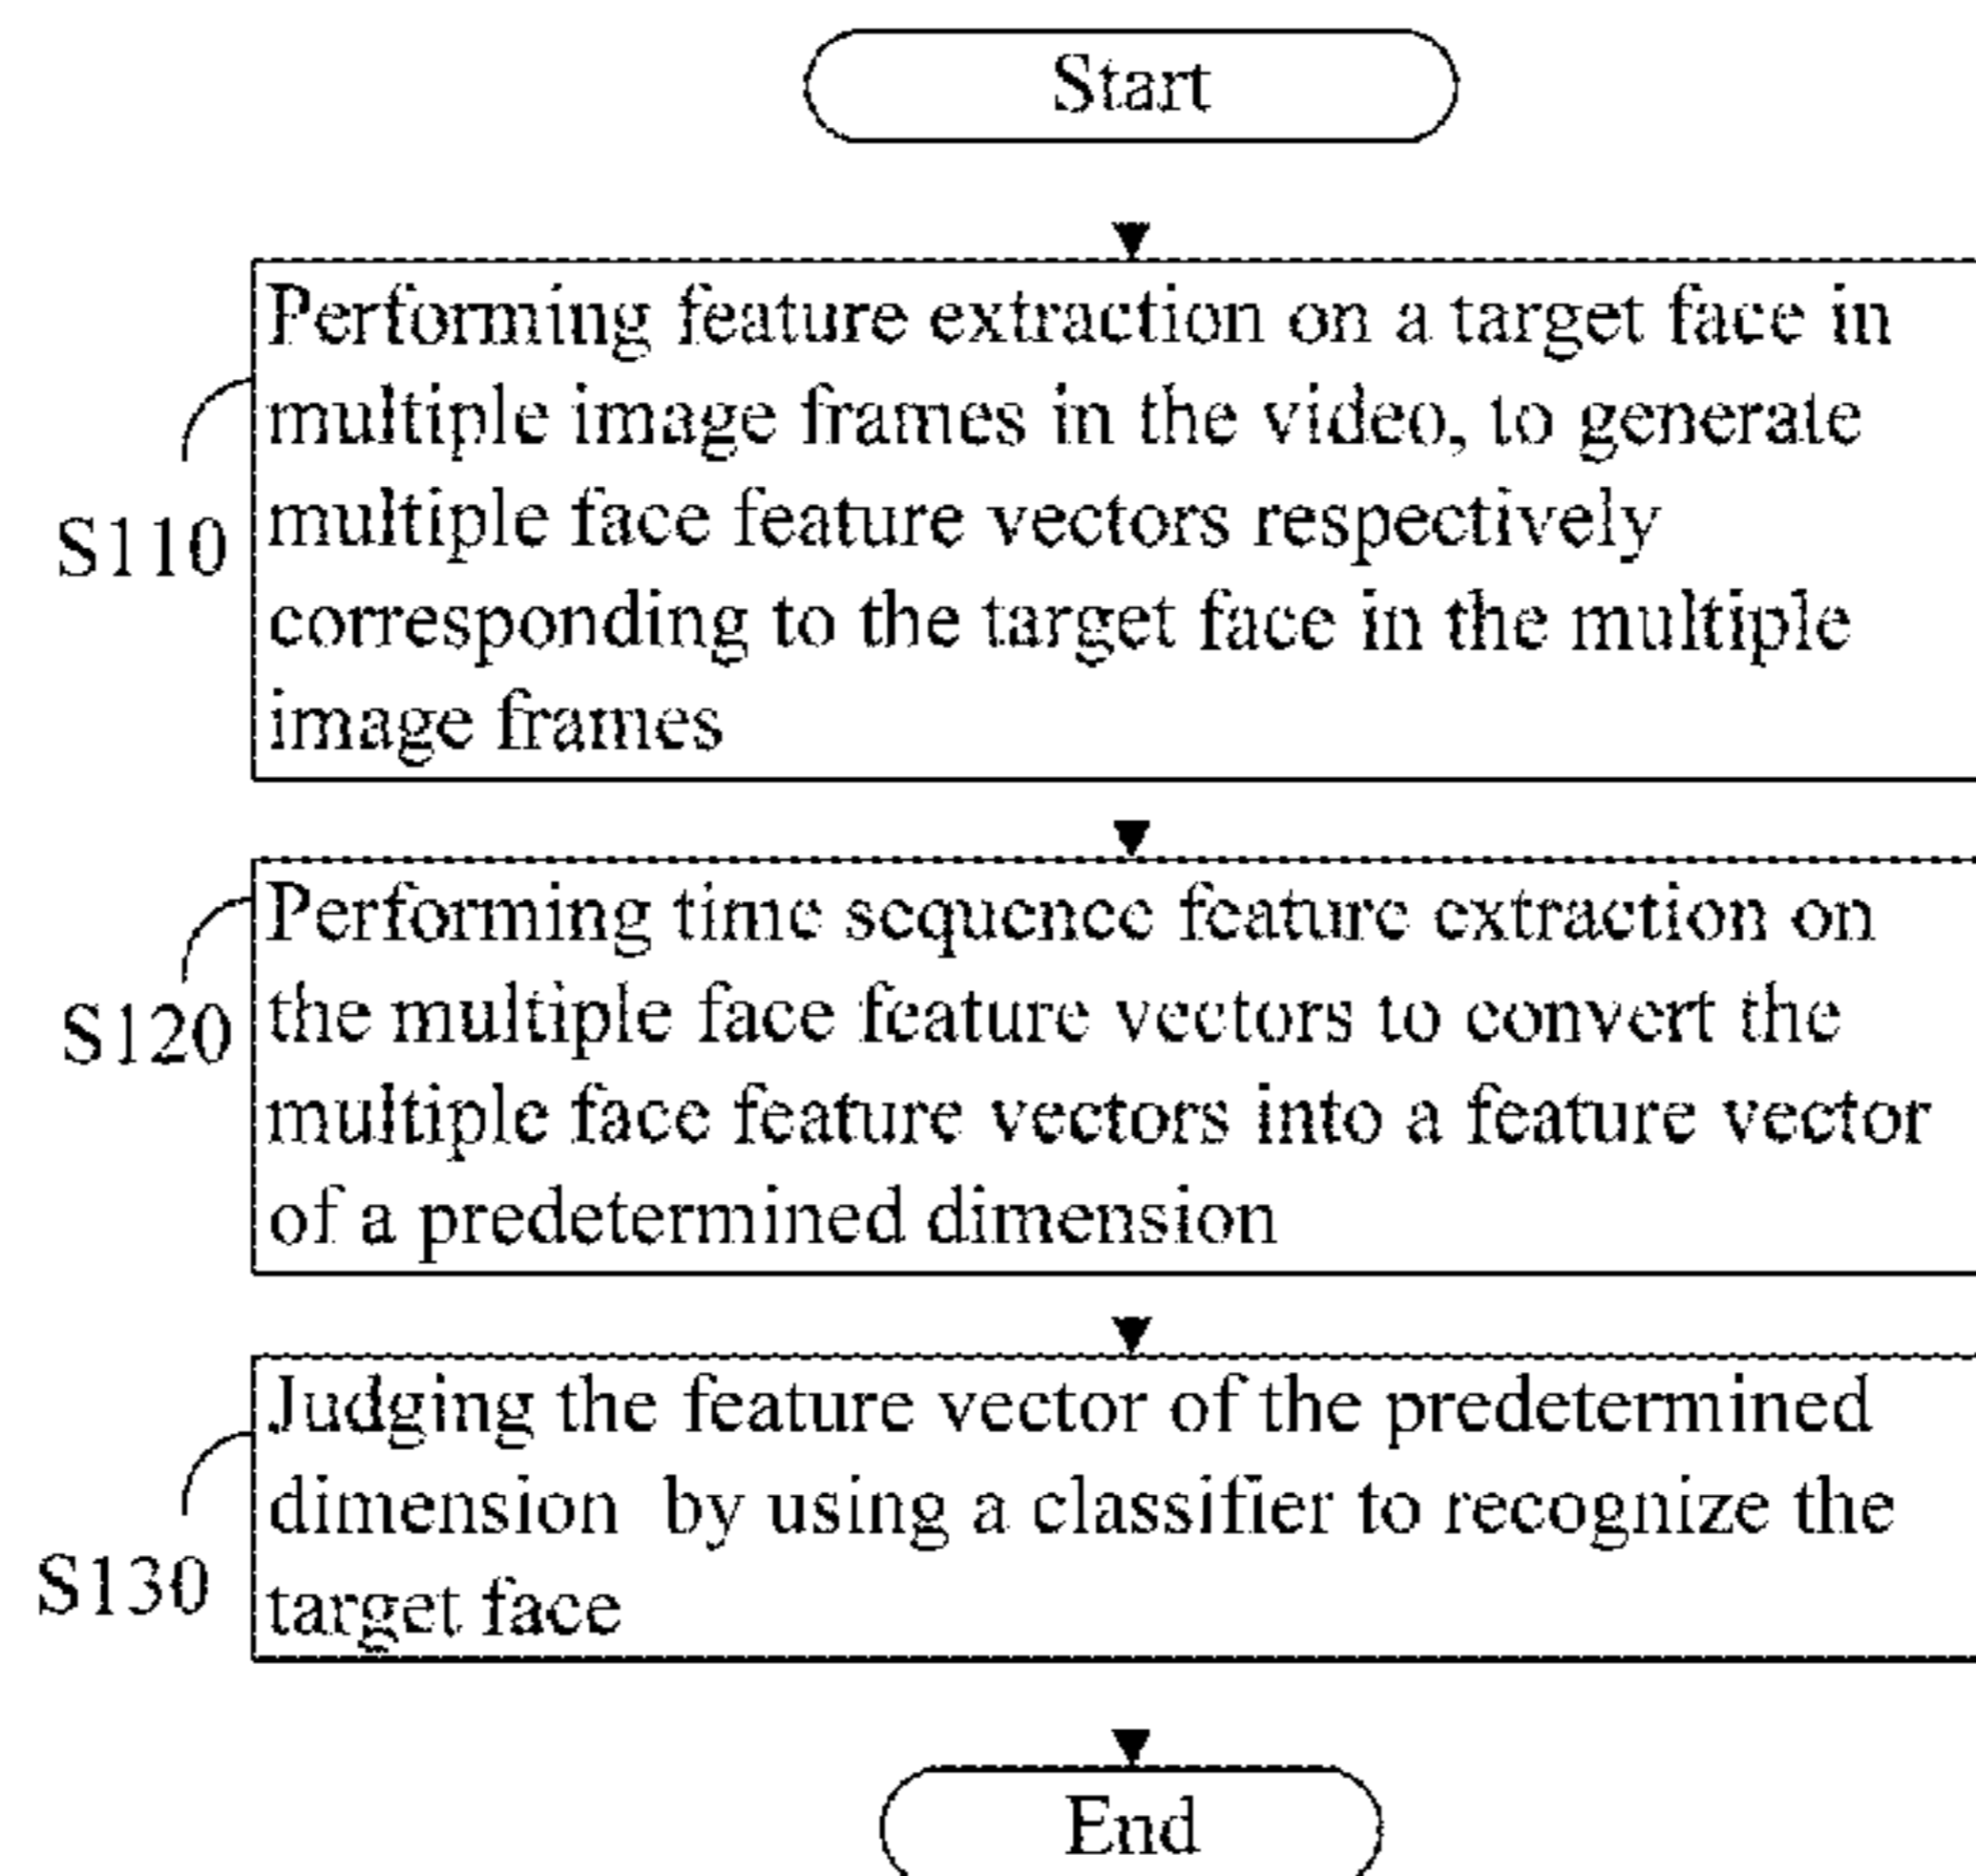 Start
Performing feature extraction on a target face in
multiple image frames in the video, to generate
S110 multiple face feature vectors respectively
corresponding to the target face in the multiple
image frames
Performing time sequence feature extraction on
S120 the multiple face feature vectors to convert the
multiple face feature vectors into a feature vector
of a predetermined dimension
Judging the feature vector of the predetermined
dimension by using a classifier to recognize the
S130 target face
End